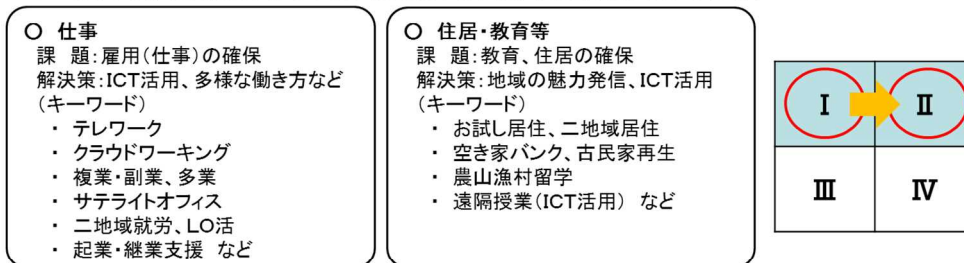 ○ 仕事
課 題:雇用(仕事)の確保
解決策:ICT活用、多様な働き方など
(キーワード)
・ テレワーク
・ クラウドワーキング
・ 複業・副業、多業
・ サテライトオフィス
・ 二地域就労、LO活
・ 起業・継業支援 など
○ 住居・教育等
課 題:教育、住居の確保
解決策:地域の魅力発信、ICT活用
(キーワード)
・ お試し居住、二地域居住
・ 空き家バンク、古民家再生
・ 農山漁村留学
・ 遠隔授業(ICT活用) など
Ⅰ Ⅱ
Ⅲ Ⅳ